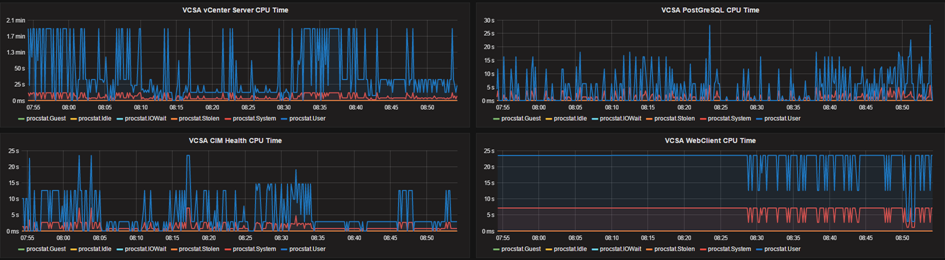 VCSA vCenter Server CPU Time
2.1 min
1.7 min
1.3 min
50 s
25 s
0 ms
07:55 08:00 08:05 08:10 08:15 08:20 08:25 08:30 08:35 08:40 08:45 08:50
procstat.Guest procstat.Idle procstat.IOWait procstat.Stolen procstat.System procstat.User
VCSA PostgreSQL CPU Time
30 s
25 s
20 s
15 s
10 s
5 s
0 ms
07:55 08:00 08:05 08:10 08:15 08:20 08:25 08:30 08:35 08:40 08:45 08:50
procstat.Guest procstat.Idle procstat.IOWait procstat.Stolen procstat.System procstat.User
VCSA CIM Health CPU Time
25 s
20 s
15 s
10 s
5 s
0 ms
07:55 08:00 08:05 08:10 08:15 08:20 08:25 08:30 08:35 08:40 08:45 08:50
procstat.Guest procstat.Idle procstat.IOWait procstat.Stolen procstat.System procstat.User
VCSA WebClient CPU Time
25 s
20 s
15 s
10 s
5 s
0 ms
07:55 08:00 08:05 08:10 08:15 08:20 08:25 08:30 08:35 08:40 08:45 08:50
procstat.Guest procstat.Idle procstat.IOWait procstat.Stolen procstat.System procstat.User